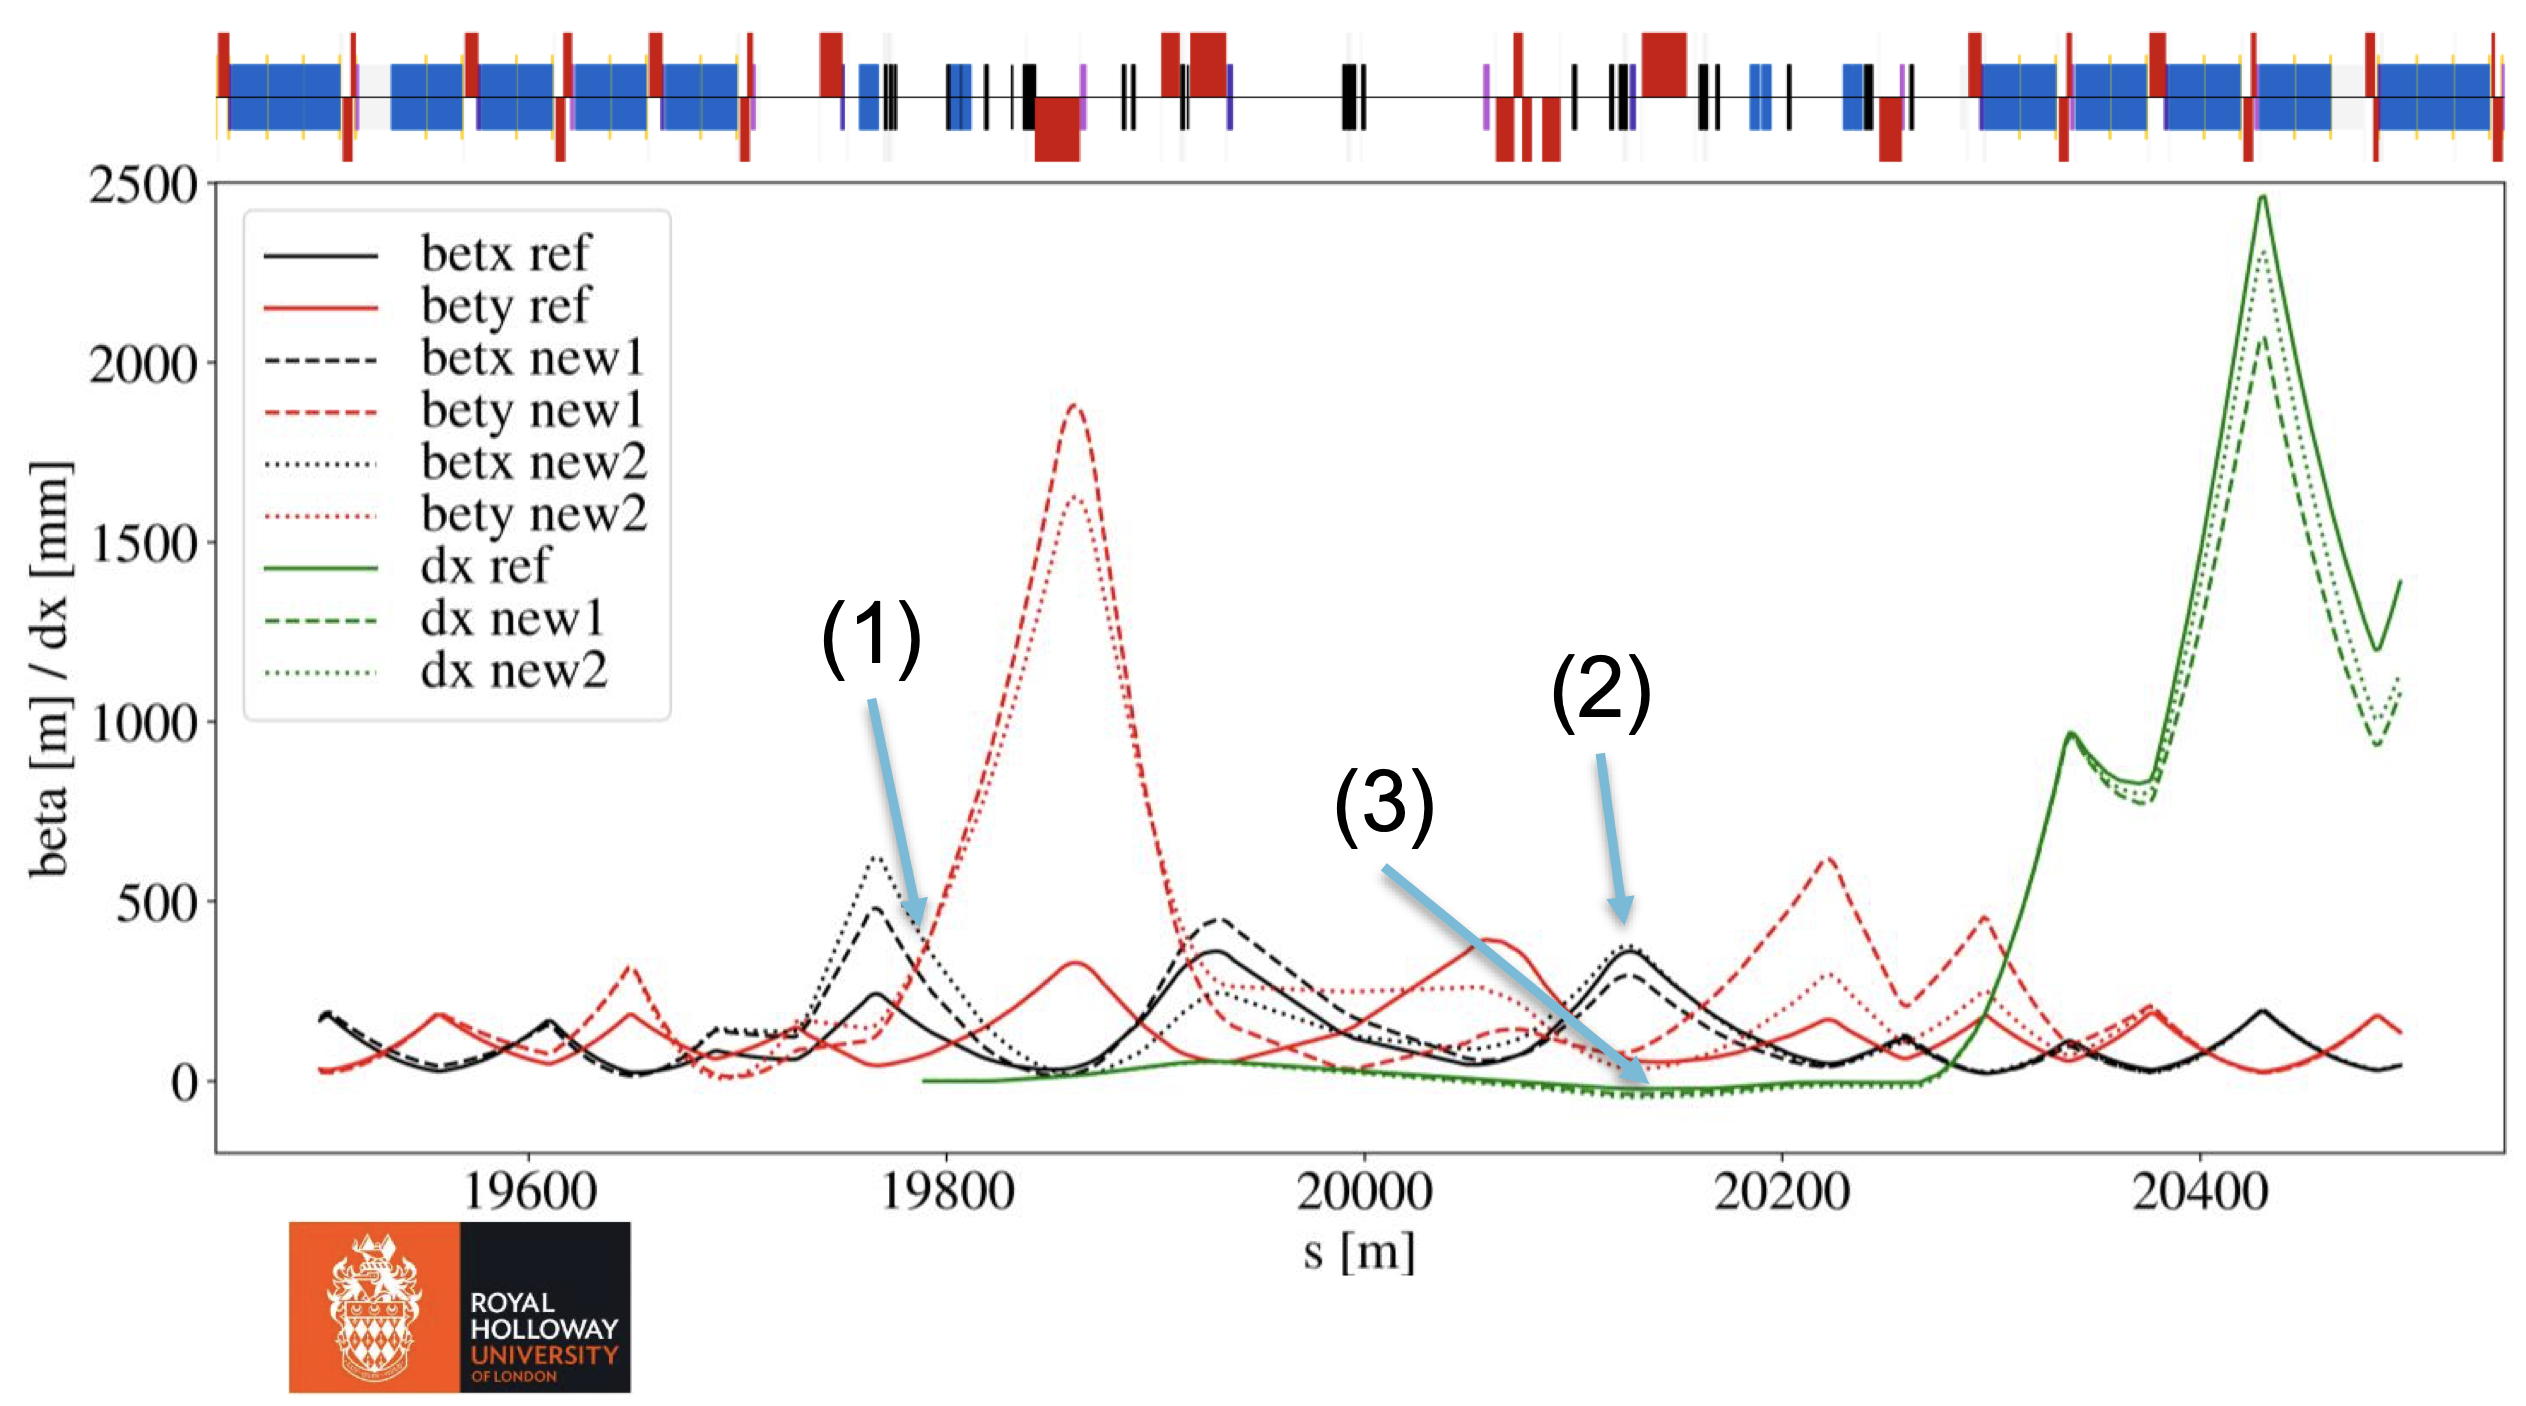 2500
2000
1500
1000
500
0
beta [m] / dx [mm]
betx ref
bety ref
betx new1
bety new1
betx new2
bety new2
dx ref
dx new1
dx new2
(1)
(2)
(3)
19600 19800 20000 20200 20400
s [m]
ROYAL
HOLLOWAY
UNIVERSITY
OF LONDON